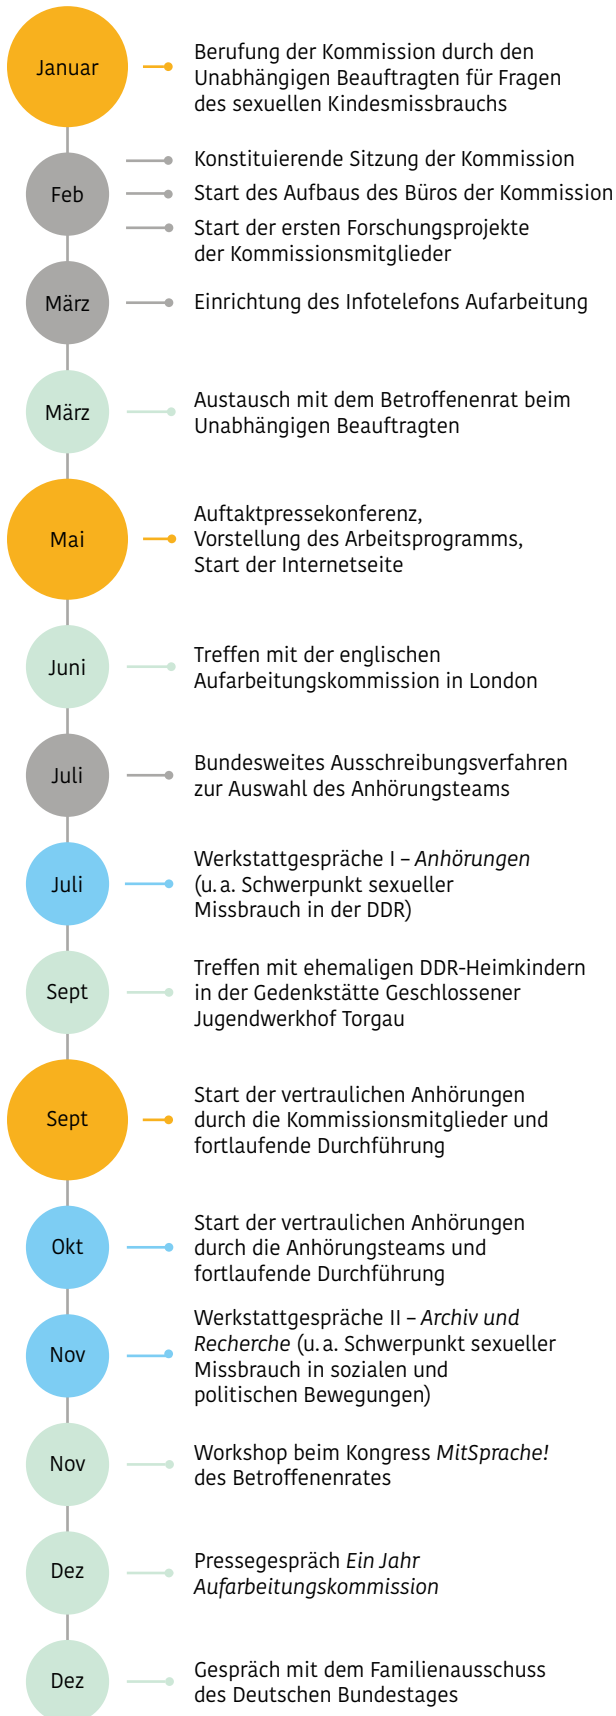 Januar
Berufung der Kommission durch den
Unabhängigen Beauftragten für Fragen
des sexuellen Kindesmissbrauchs
Feb
Konstituierende Sitzung der Kommission
Start des Aufbaus des Büros der Kommission
Start der ersten Forschungsprojekte
der Kommissionsmitglieder
März
Einrichtung des Infotelefons Aufarbeitung
März
Austausch mit dem Betroffenenrat beim
Unabhängigen Beauftragten
Mai
Auftaktpressekonferenz,
Vorstellung des Arbeitsprogramms,
Start der Internetseite
Juni
Treffen mit der englischen
Aufarbeitungskommission in London
Juli
Bundesweites Ausschreibungsverfahren
zur Auswahl des Anhörungsteams
Juli
Werkstattgespräche I – Anhörungen
(u. a. Schwerpunkt sexueller
Missbrauch in der DDR)
Sept
Treffen mit ehemaligen DDR-Heimkindern
in der Gedenkstätte Geschlossener
Jugendwerkhof Torgau
Sept
Start der vertraulichen Anhörungen
durch die Kommissionsmitglieder und
fortlaufende Durchführung
Okt
Start der vertraulichen Anhörungen
durch die Anhörungsteams und
fortlaufende Durchführung
Nov
Werkstattgespräche II – Archiv und
Recherche (u. a. Schwerpunkt sexueller
Missbrauch in sozialen und
politischen Bewegungen)
Nov
Workshop beim Kongress MitSprache!
des Betroffenenrates
Dez
Pressegespräch Ein Jahr
Aufarbeitungskommission
Dez
Gespräch mit dem Familienausschuss
des Deutschen Bundestages